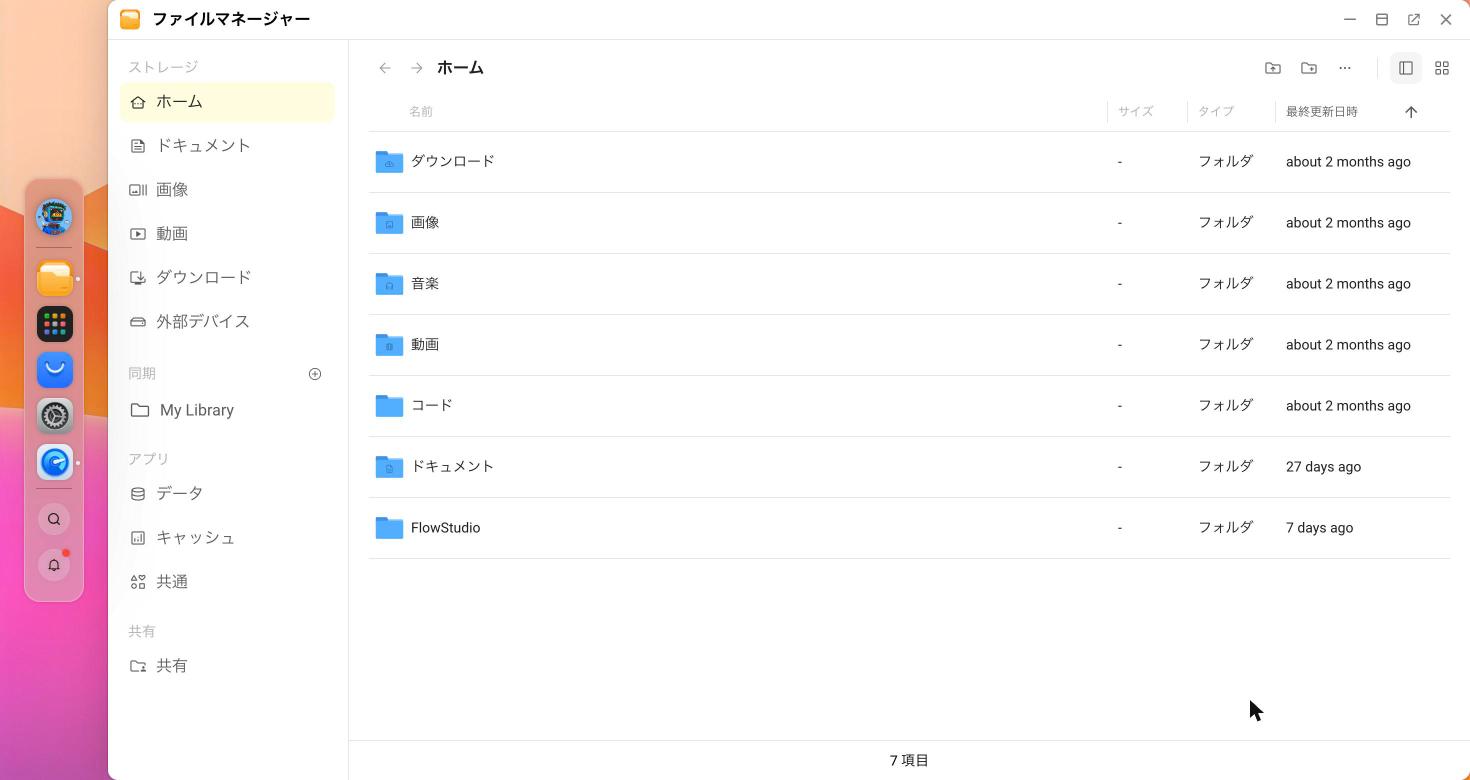 ファイルマネージャー
ストレージ
ホーム
ドキュメント
画像
動画
ダウンロード
外部デバイス
同期
My Library
アプリ
データ
キャッシュ
共通
共有
共有
ホーム
名前 サイズ タイプ 最終更新日時
ダウンロード - フォルダ about 2 months ago
画像 - フォルダ about 2 months ago
音楽 - フォルダ about 2 months ago
動画 - フォルダ about 2 months ago
コード - フォルダ about 2 months ago
ドキュメント - フォルダ 27 days ago
FlowStudio - フォルダ 7 days ago
7 項目